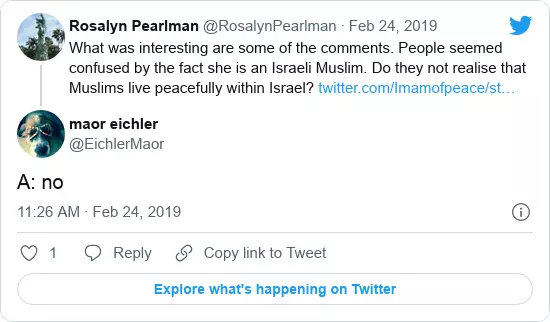 Rosalyn Pearlman @RosalynPearlman · Feb 24, 2019
What was interesting are some of the comments. People seemed
confused by the fact she is an Israeli Muslim. Do they not realise that
Muslims live peacefully within Israel? twitter.com/Imamofpeace/st…
maor eichler
@EichlerMaor
A: no
11:26 AM · Feb 24, 2019
1 Reply Copy link to Tweet
Explore what's happening on Twitter